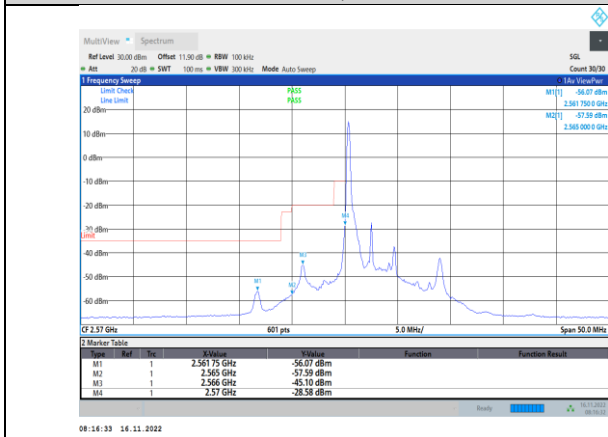 MultiView Spectrum
Ref Level 30.00 dBm Offset 11.90 dB RBW 100 kHz SGL
Att 20 dB SWT 100 ms VBW 300 kHz Mode Auto Sweep Count 30/30
1 Frequency Sweep 1Av ViewPwr
Limit Check PASS M1[1] -56.07 dBm
Line Limit PASS 2.561 750 0 GHz
M2[1] -57.59 dBm
2.565 000 0 GHz
20 dBm
10 dBm
0 dBm
-10 dBm
-20 dBm
-30 dBm
Limit
-40 dBm
-50 dBm
-60 dBm
M4
M3
M1
M2
CF 2.57 GHz 601 pts 5.0 MHz/ Span 50.0 MHz
2 Marker Table
Type Ref Trc X-Value Y-Value Function Function Result
M1 1 2.561 75 GHz -56.07 dBm
M2 1 2.565 GHz -57.59 dBm
M3 1 2.566 GHz -45.10 dBm
M4 1 2.57 GHz -28.58 dBm
Ready 16.11.2022
08:16:32
08:16:33 16.11.2022